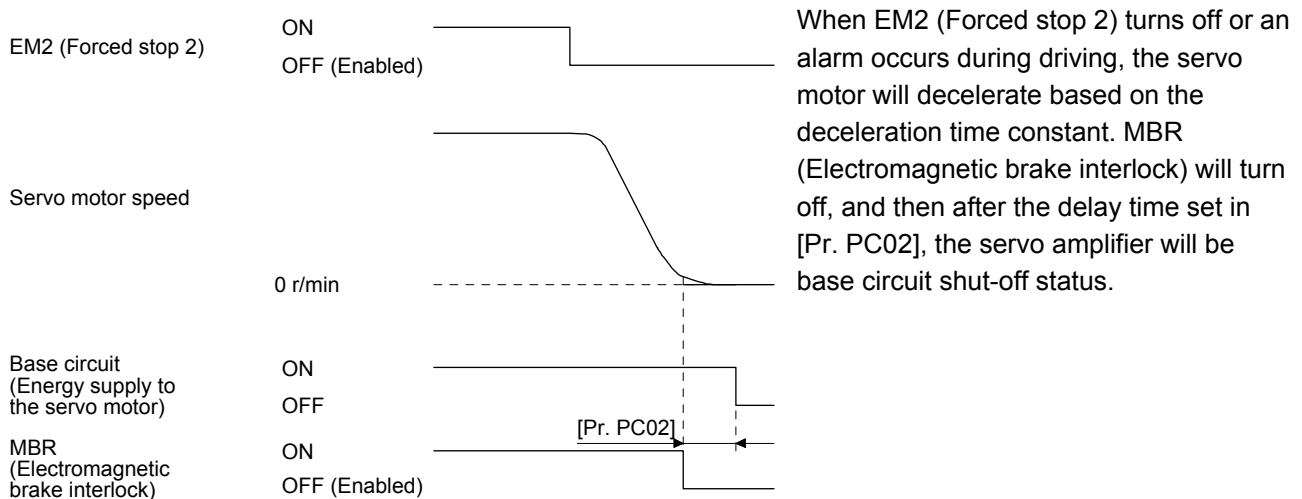 EM2 (Forced stop 2)
ON
OFF (Enabled)
Servo motor speed
0 r/min
Base circuit
(Energy supply to
the servo motor)
ON
OFF
[Pr. PC02]
MBR
(Electromagnetic
brake interlock)
ON
OFF (Enabled)
When EM2 (Forced stop 2) turns off or an
alarm occurs during driving, the servo
motor will decelerate based on the
deceleration time constant. MBR
(Electromagnetic brake interlock) will turn
off, and then after the delay time set in
[Pr. PC02], the servo amplifier will be
base circuit shut-off status.